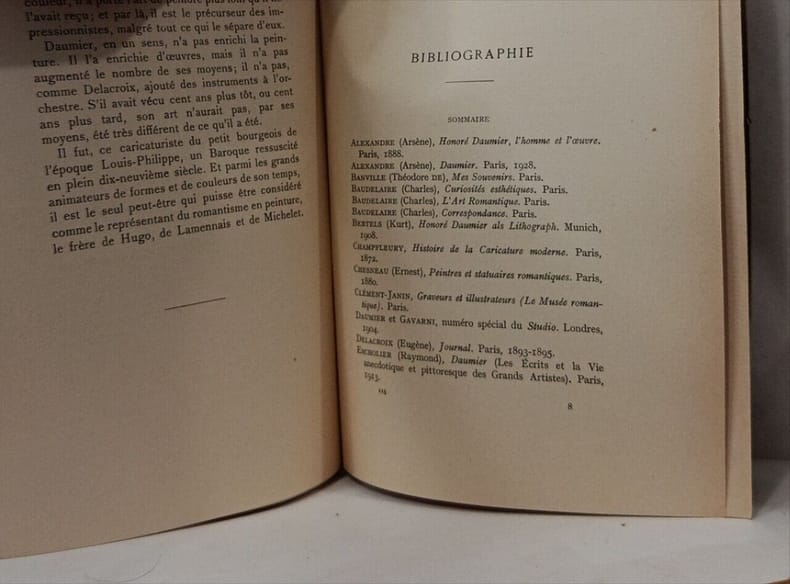 l'avait reçu; et par là, il est le précurseur des im-
pressionnistes, malgré tout ce qui le sépare d'eux.
Daumier, en un sens, n'a pas enrichi la pein-
ture. Il l'a enrichie d'œuvres, mais il n'a pas
augmenté le nombre de ses moyens; il n'a pas,
comme Delacroix, ajouté des instruments à l'or-
chestre. S'il avait vécu cent ans plus tôt, ou cent
ans plus tard, son art n'aurait pas, par ses
moyens, été très différent de ce qu'il a été.
Il fut, ce caricaturiste du petit bourgeois de
l'époque Louis-Philippe, un Baroque ressuscité
en plein dix-neuvième siècle. Et parmi les grands
animateurs de formes et de couleurs de son temps,
il est le seul peut-être qui puisse être considéré
comme le représentant du romantisme en peinture,
le frère de Hugo, de Lamennais et de Michelet.
BIBLIOGRAPHIE
SOMMAIRE
ALEXANDRE (Arsène), Honoré Daumier, l'homme et l'œuvre.
Paris, 1888.
ALEXANDRE (Arsène), Daumier. Paris, 1928.
BANVILLE (Théodore DE), Mes Souvenirs. Paris.
BAUDELAIRE (Charles), Curiosités esthétiques. Paris.
BAUDELAIRE (Charles), L'Art Romantique. Paris.
BAUDELAIRE (Charles), Correspondance. Paris.
BERTELS (Kurt), Honoré Daumier als Lithograph. Munich,
1908.
CHAMPFLEURY, Histoire de la Caricature moderne. Paris,
1872.
CHESNEAU (Ernest), Peintres et statuaires romantiques. Paris,
1880.
CLÉMENT-JANIN, Graveurs et illustrateurs (Le Musée roman-
tique). Paris.
DAUMIER et GAVARNI, numéro spécial du Studio. Londres,
1904.
DELACROIX (Eugène), Journal. Paris, 1893-1895.
ESCHOLIER (Raymond), Daumier (Les Écrits et la Vie
anecdotique et pittoresque des Grands Artistes). Paris,
1913.
8